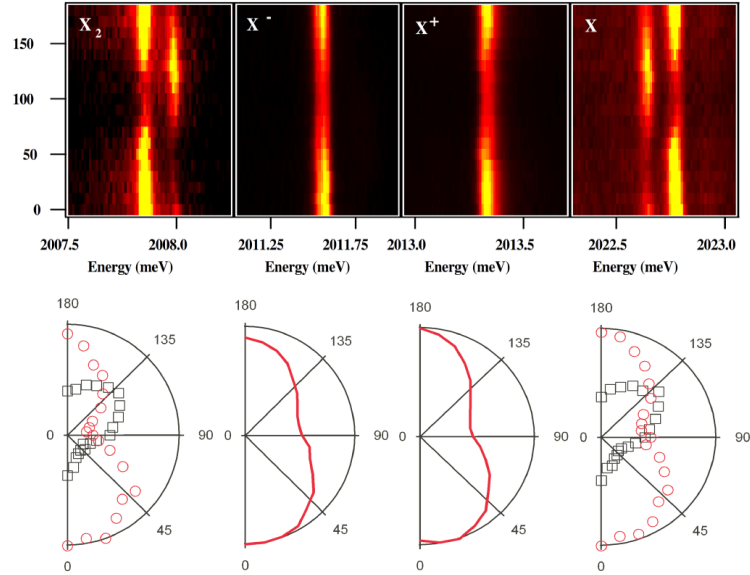 X₂ X⁻ X⁺ X
150
100
50
0
2007.5 2008.0 2011.25 2011.75 2013.0 2013.5 2022.5 2023.0
Energy (meV) Energy (meV) Energy (meV) Energy (meV)
180 180 180 180
135 135 135 135
0 90 0 90 0 90 0 90
45 45 45 45
0 0 0 0